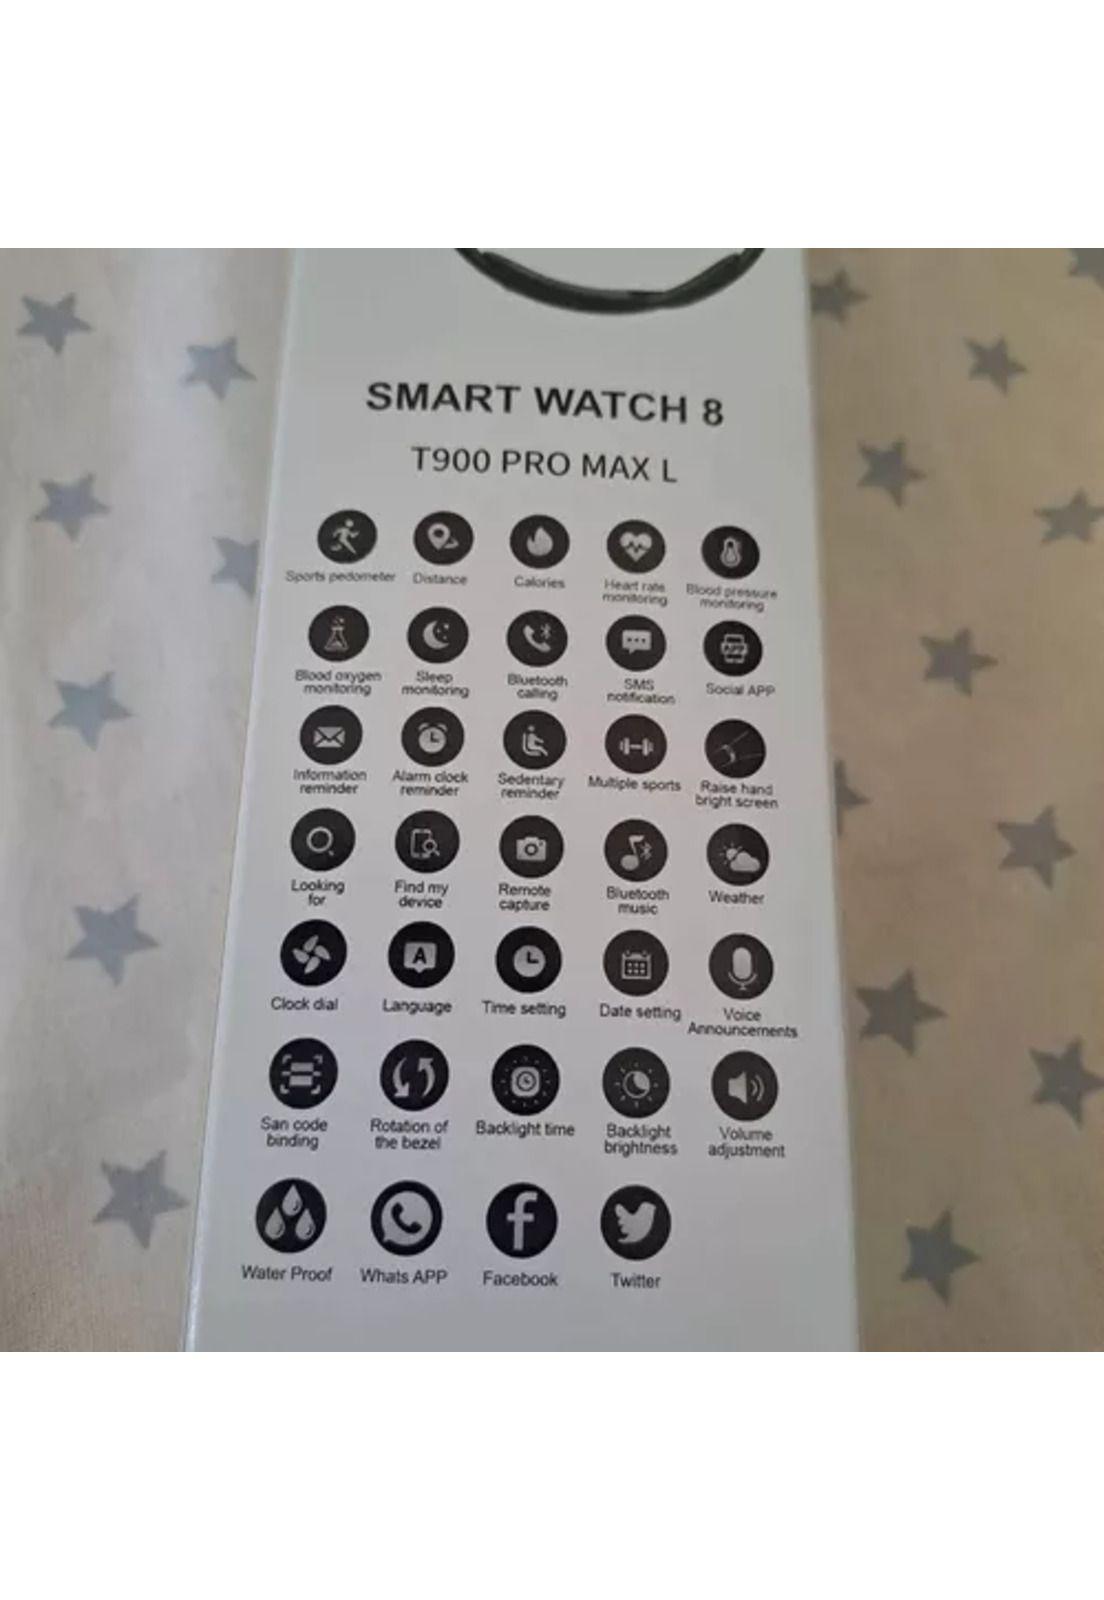 SMART WATCH 8
T900 PRO MAX L
Sports pedometer
Distance
Calories
Heart rate
monitoring
Blood pressure
monitoring
Blood oxygen
monitoring
Sleep
monitoring
Bluetooth
calling
SMS
notification
APP
Social APP
Information
reminder
Alarm clock
reminder
Sedentary
reminder
Multiple sports
Raise hand
bright screen
Looking
for
Find my
device
Remote
capture
Bluetooth
music
Weather
Clock dial
A
Language
Time setting
Date setting
Voice
Announcements
San code
binding
Rotation of
the bezel
Backlight time
Backlight
brightness
Volume
adjustment
Water Proof
Whats APP
Facebook
Twitter